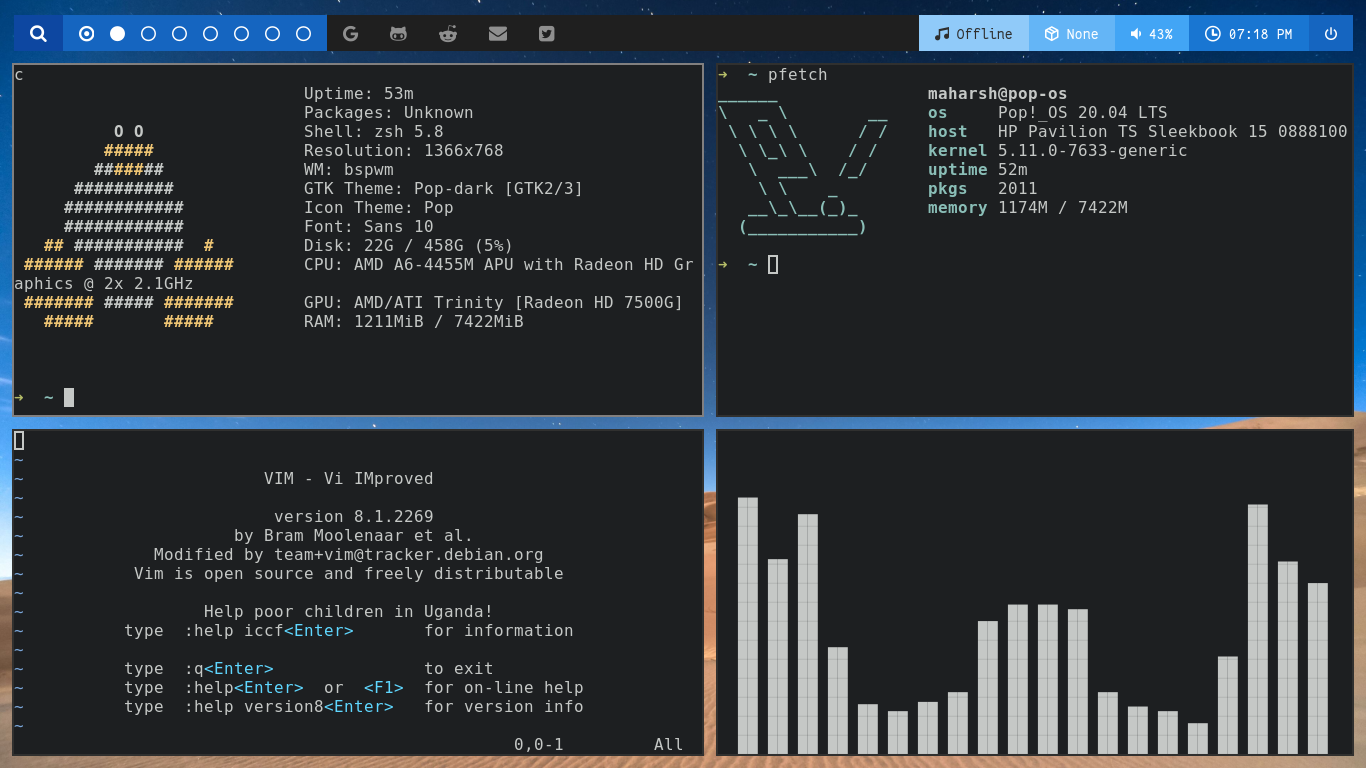 Offline
None
43%
07:18 PM
c
Uptime: 53m
Packages: Unknown
Shell: zsh 5.8
Resolution: 1366x768
WM: bspwm
GTK Theme: Pop-dark [GTK2/3]
Icon Theme: Pop
Font: Sans 10
Disk: 22G / 458G (5%)
CPU: AMD A6-4455M APU with Radeon HD Gr
aphics @ 2x 2.1GHz
GPU: AMD/ATI Trinity [Radeon HD 7500G]
RAM: 1211MiB / 7422MiB
➜ ~
➜ ~ pfetch
maharsh@pop-os
os Pop!_OS 20.04 LTS
host HP Pavilion TS Sleekbook 15 0888100
kernel 5.11.0-7633-generic
uptime 52m
pkgs 2011
memory 1174M / 7422M
➜ ~
VIM - Vi IMproved
version 8.1.2269
by Bram Moolenaar et al.
Modified by team+vim@tracker.debian.org
Vim is open source and freely distributable
Help poor children in Uganda!
type :help iccf<Enter> for information
type :q<Enter> to exit
type :help<Enter> or <F1> for on-line help
type :help version8<Enter> for version info
0,0-1 All